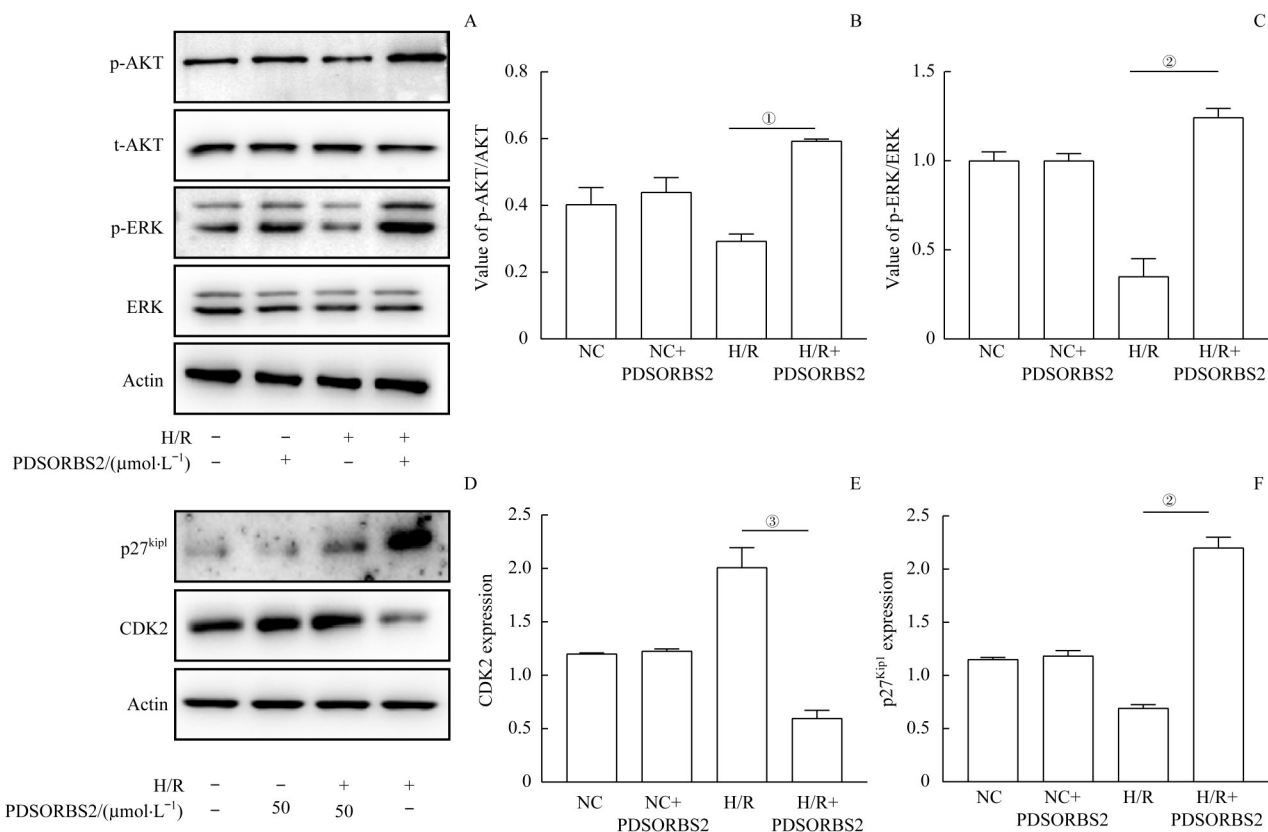 A
p-AKT
t-AKT
p-ERK
ERK
Actin
H/R − − + +
PDSORBS2/(μmol·L⁻¹) − + − +
B
Value of p-AKT/AKT
0.8
0.6
0.4
0.2
0
①
NC NC+ H/R H/R+
PDSORBS2 PDSORBS2
C
Value of p-ERK/ERK
1.5
1.0
0.5
0
②
NC NC+ H/R H/R+
PDSORBS2 PDSORBS2
D
p27ᵏⁱᵖˡ
CDK2
Actin
H/R − − + +
PDSORBS2/(μmol·L⁻¹) − 50 50 −
E
CDK2 expression
2.5
2.0
1.5
1.0
0.5
0
③
NC NC+ H/R H/R+
PDSORBS2 PDSORBS2
F
p27ᴷⁱᵖˡ expression
2.5
2.0
1.5
1.0
0.5
0
②
NC NC+ H/R H/R+
PDSORBS2 PDSORBS2